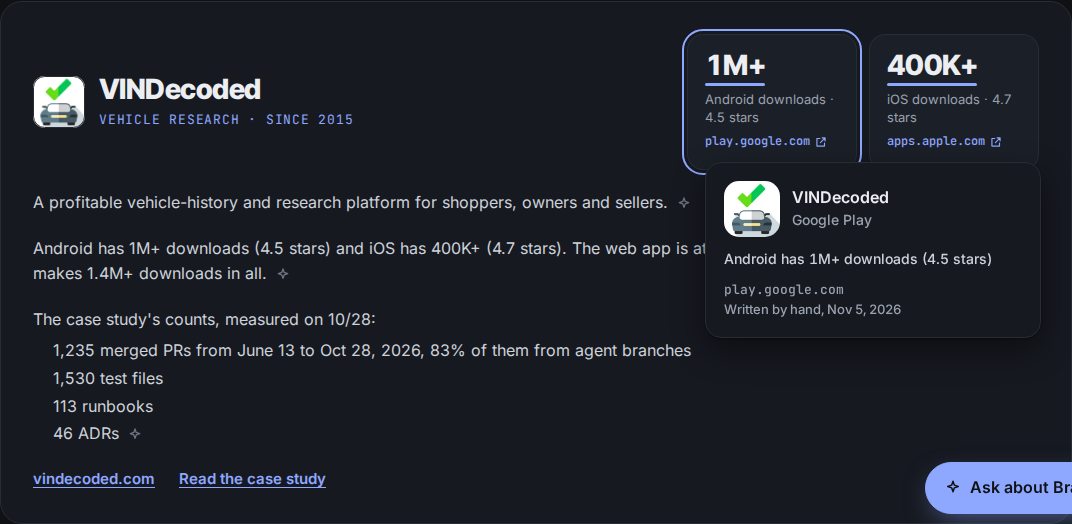 VINDecoded
VEHICLE RESEARCH · SINCE 2015
1M+
Android downloads ·
4.5 stars
play.google.com
400K+
iOS downloads · 4.7
stars
apps.apple.com
A profitable vehicle-history and research platform for shoppers, owners and sellers.
Android has 1M+ downloads (4.5 stars) and iOS has 400K+ (4.7 stars). The web app is at
makes 1.4M+ downloads in all.
VINDecoded
Google Play
Android has 1M+ downloads (4.5 stars)
play.google.com
Written by hand, Nov 5, 2026
The case study's counts, measured on 10/28:
1,235 merged PRs from June 13 to Oct 28, 2026, 83% of them from agent branches
1,530 test files
113 runbooks
46 ADRs
vindecoded.com
Read the case study
Ask about